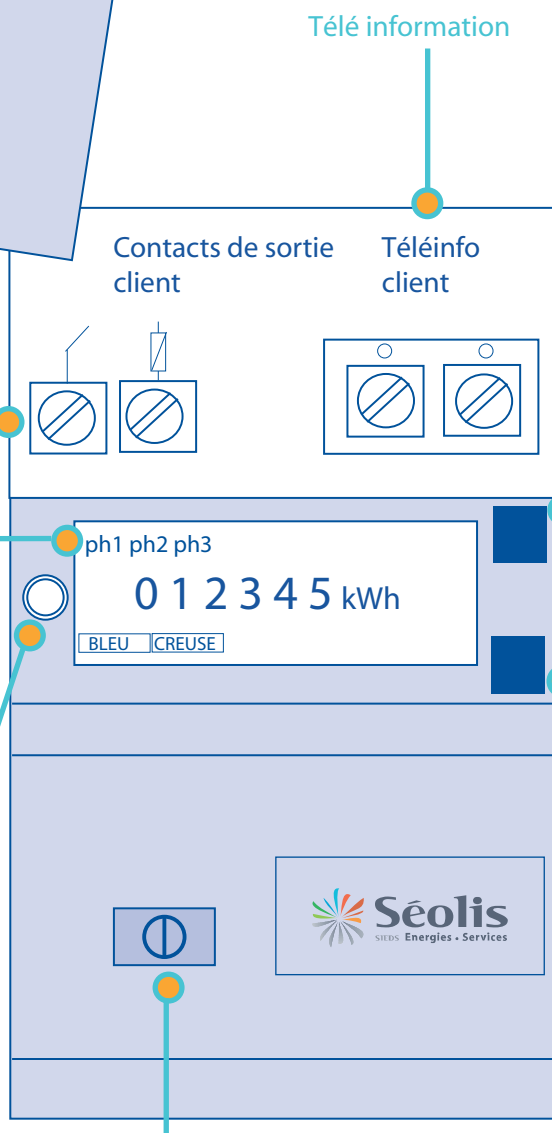 Télé information
Contacts de sortie
client
Téléinfo
client
ph1 ph2 ph3
0 1 2 3 4 5 kWh
BLEU CREUSE
Séolis
SIEDS Energies • Services